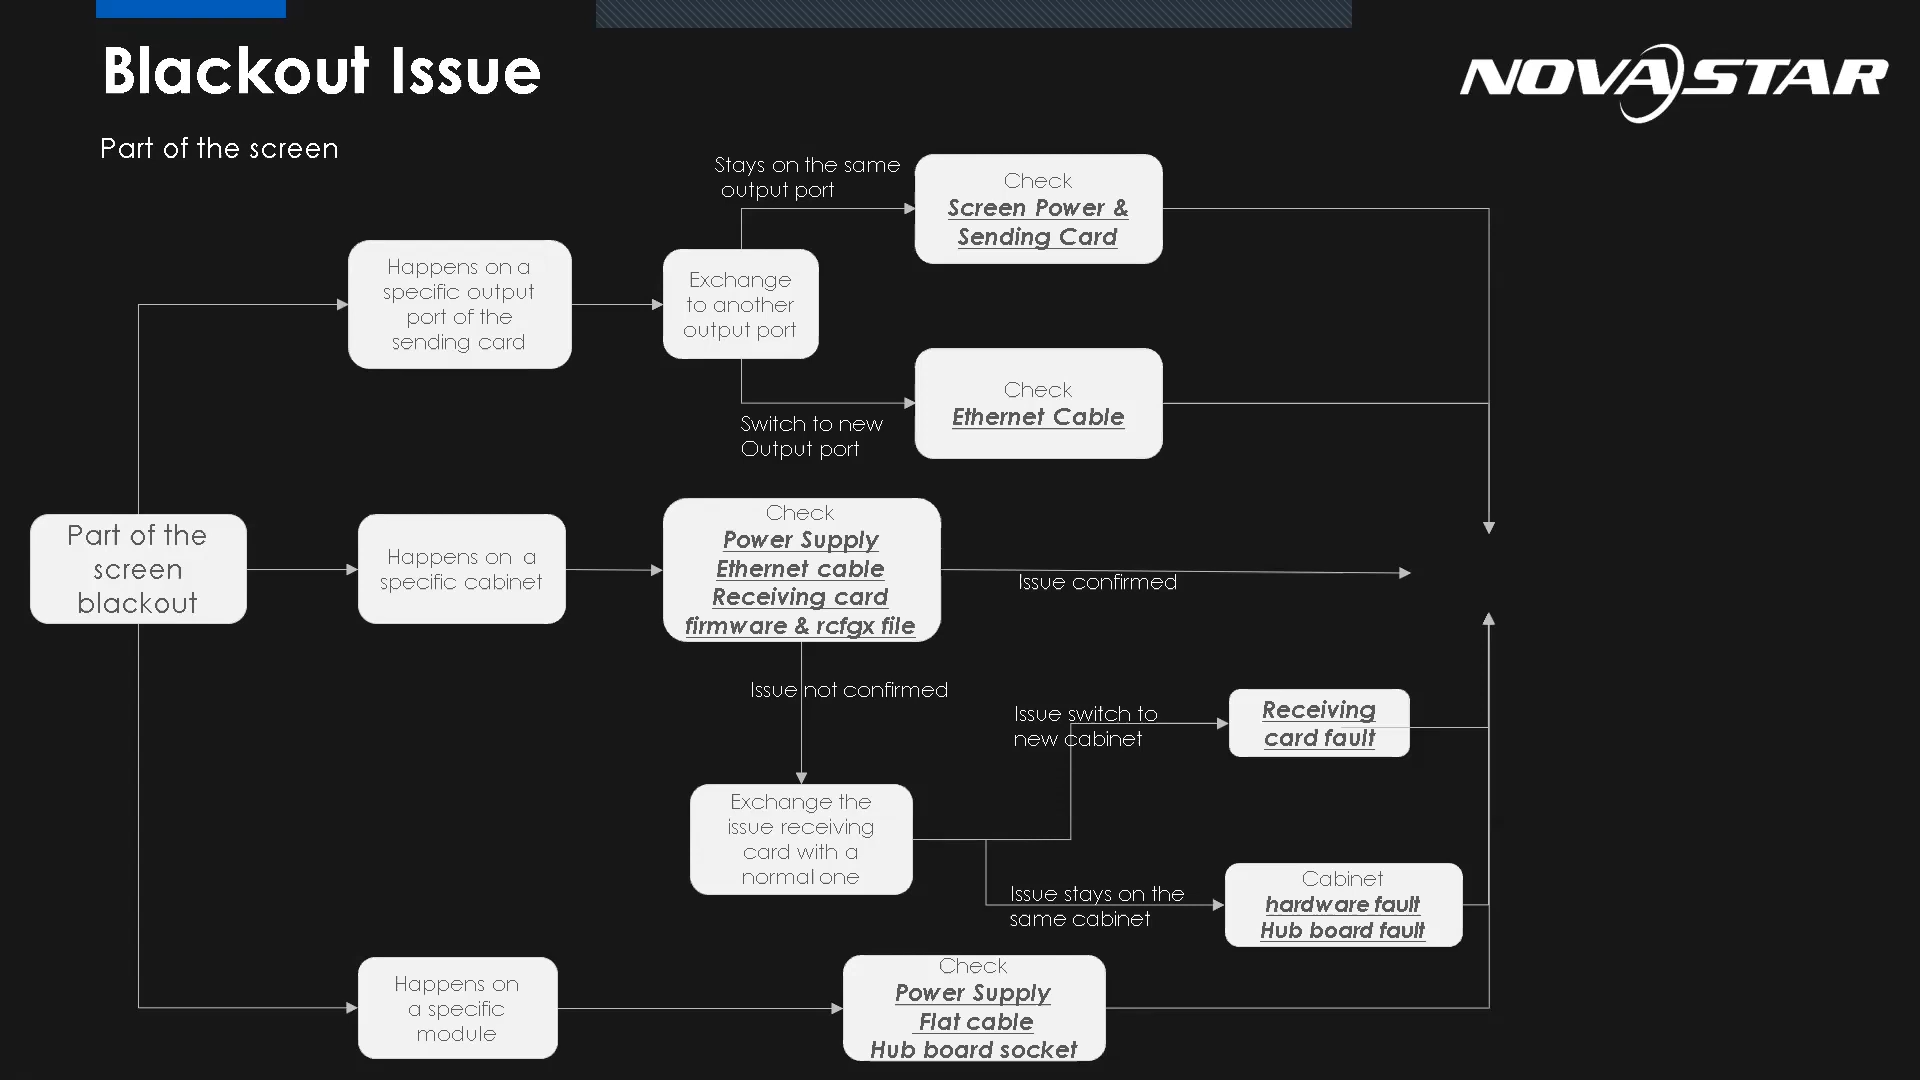 Blackout Issue
NOVASTAR
Part of the screen
Stays on the same
output port
Check
Screen Power &
Sending Card
Happens on a
specific output
port of the
sending card
Exchange
to another
output port
Check
Ethernet Cable
Switch to new
Output port
Part of the
screen
blackout
Happens on a
specific cabinet
Check
Power Supply
Ethernet cable
Receiving card
firmware & rcfgx file
Issue confirmed
Issue not confirmed
Issue switch to
new cabinet
Receiving
card fault
Exchange the
issue receiving
card with a
normal one
Issue stays on the
same cabinet
Cabinet
hardware fault
Hub board fault
Happens on
a specific
module
Check
Power Supply
Flat cable
Hub board socket